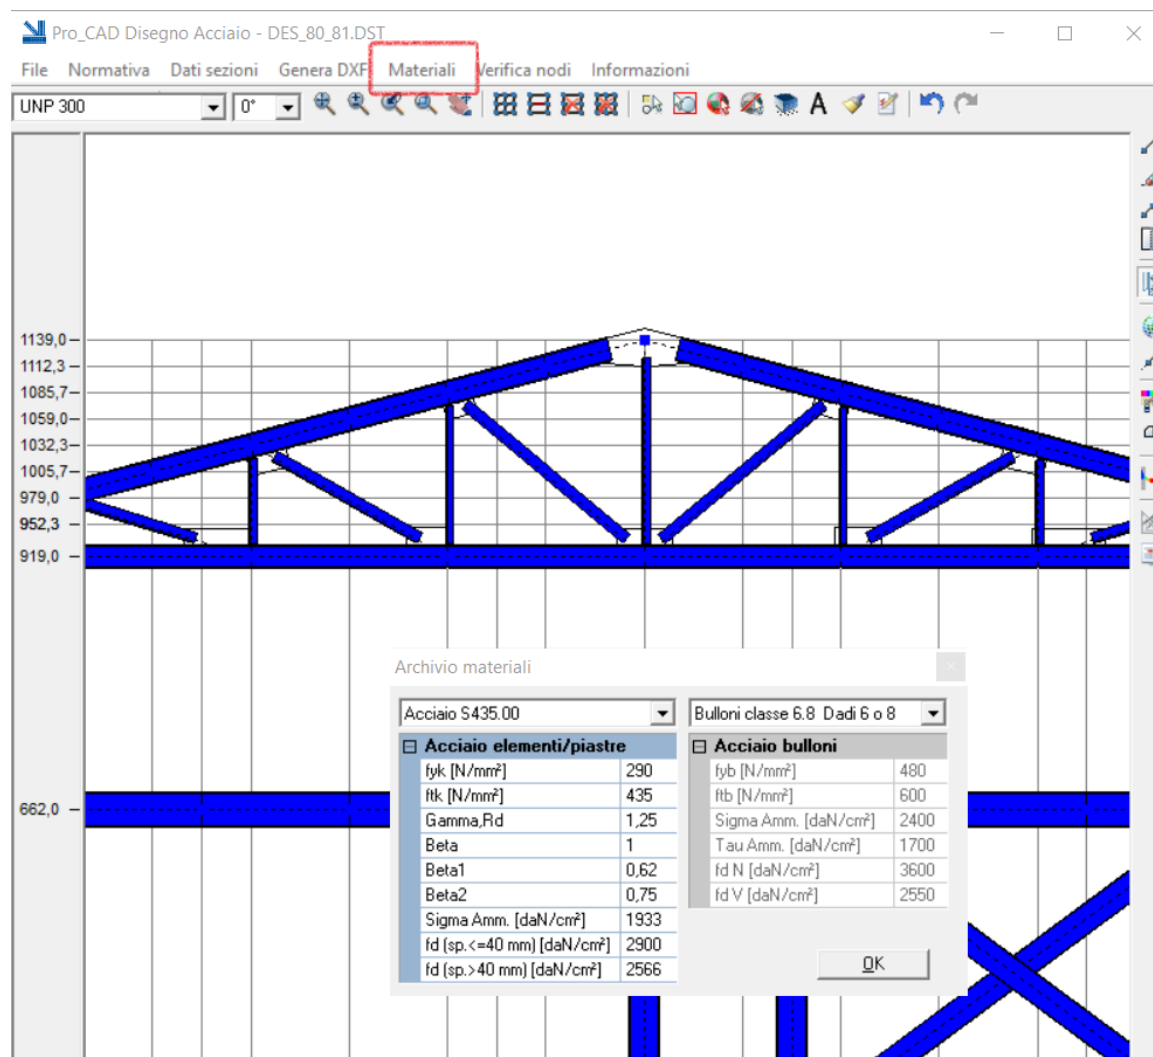 Pro_CAD Disegno Acciaio - DES_80_81.DST
File Normativa Dati sezioni Genera DXF Materiali Verifica nodi Informazioni
UNP 300 0°
A
1139,0
1112,3
1085,7
1059,0
1032,3
1005,7
979,0
952,3
919,0
662,0
Archivio materiali
Acciaio S435.00
Acciaio elementi/piastre
fyk [N/mm²] 290
ftk [N/mm²] 435
Gamma,Rd 1,25
Beta 1
Beta1 0,62
Beta2 0,75
Sigma Amm. [daN/cm²] 1933
fd (sp.<=40 mm) [daN/cm²] 2900
fd (sp.>40 mm) [daN/cm²] 2566
Bulloni classe 6.8 Dadi 6 o 8
Acciaio bulloni
fyb [N/mm²] 480
ftb [N/mm²] 600
Sigma Amm. [daN/cm²] 2400
Tau Amm. [daN/cm²] 1700
fd N [daN/cm²] 3600
fd V [daN/cm²] 2550
OK